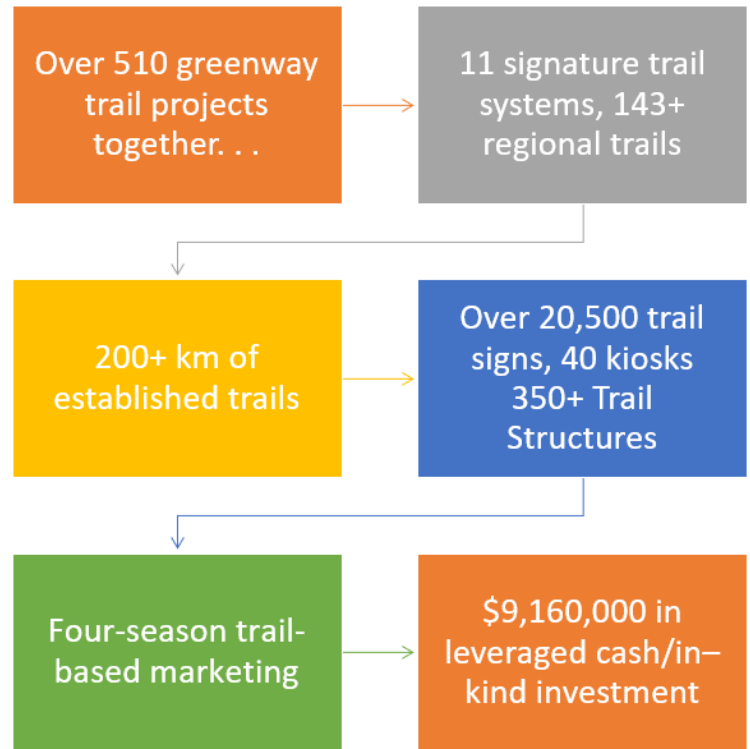 Over 510 greenway
trail projects
together. . .
11 signature trail
systems, 143+
regional trails
200+ km of
established trails
Over 20,500 trail
signs, 40 kiosks
350+ Trail
Structures
Four-season trail-
based marketing
$9,160,000 in
leveraged cash/in–
kind investment